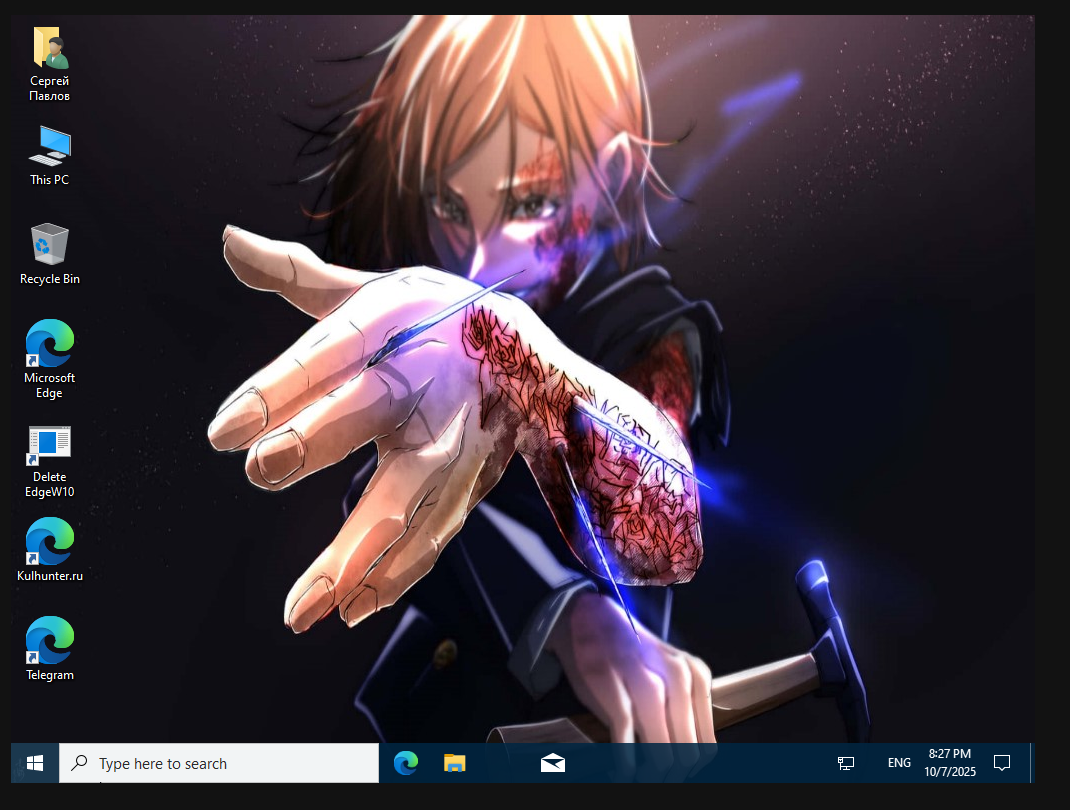 Сергей
Павлов
This PC
Recycle Bin
Microsoft
Edge
Delete
EdgeW10
Kulhunter.ru
Telegram
Type here to search
ENG
8:27 PM
10/7/2025